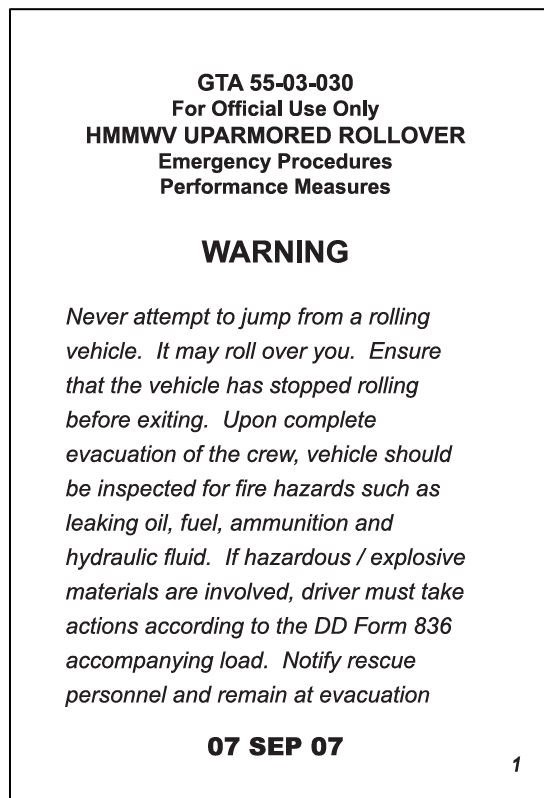 GTA 55-03-030
For Official Use Only
HMMWV UPARMORED ROLLOVER
Emergency Procedures
Performance Measures
WARNING
Never attempt to jump from a rolling
vehicle.  It may roll over you.  Ensure
that the vehicle has stopped rolling
before exiting.  Upon complete
evacuation of the crew, vehicle should
be inspected for fire hazards such as
leaking oil, fuel, ammunition and
hydraulic fluid.  If hazardous / explosive
materials are involved, driver must take
actions according to the DD Form 836
accompanying load.  Notify rescue
personnel and remain at evacuation
07 SEP 07
1